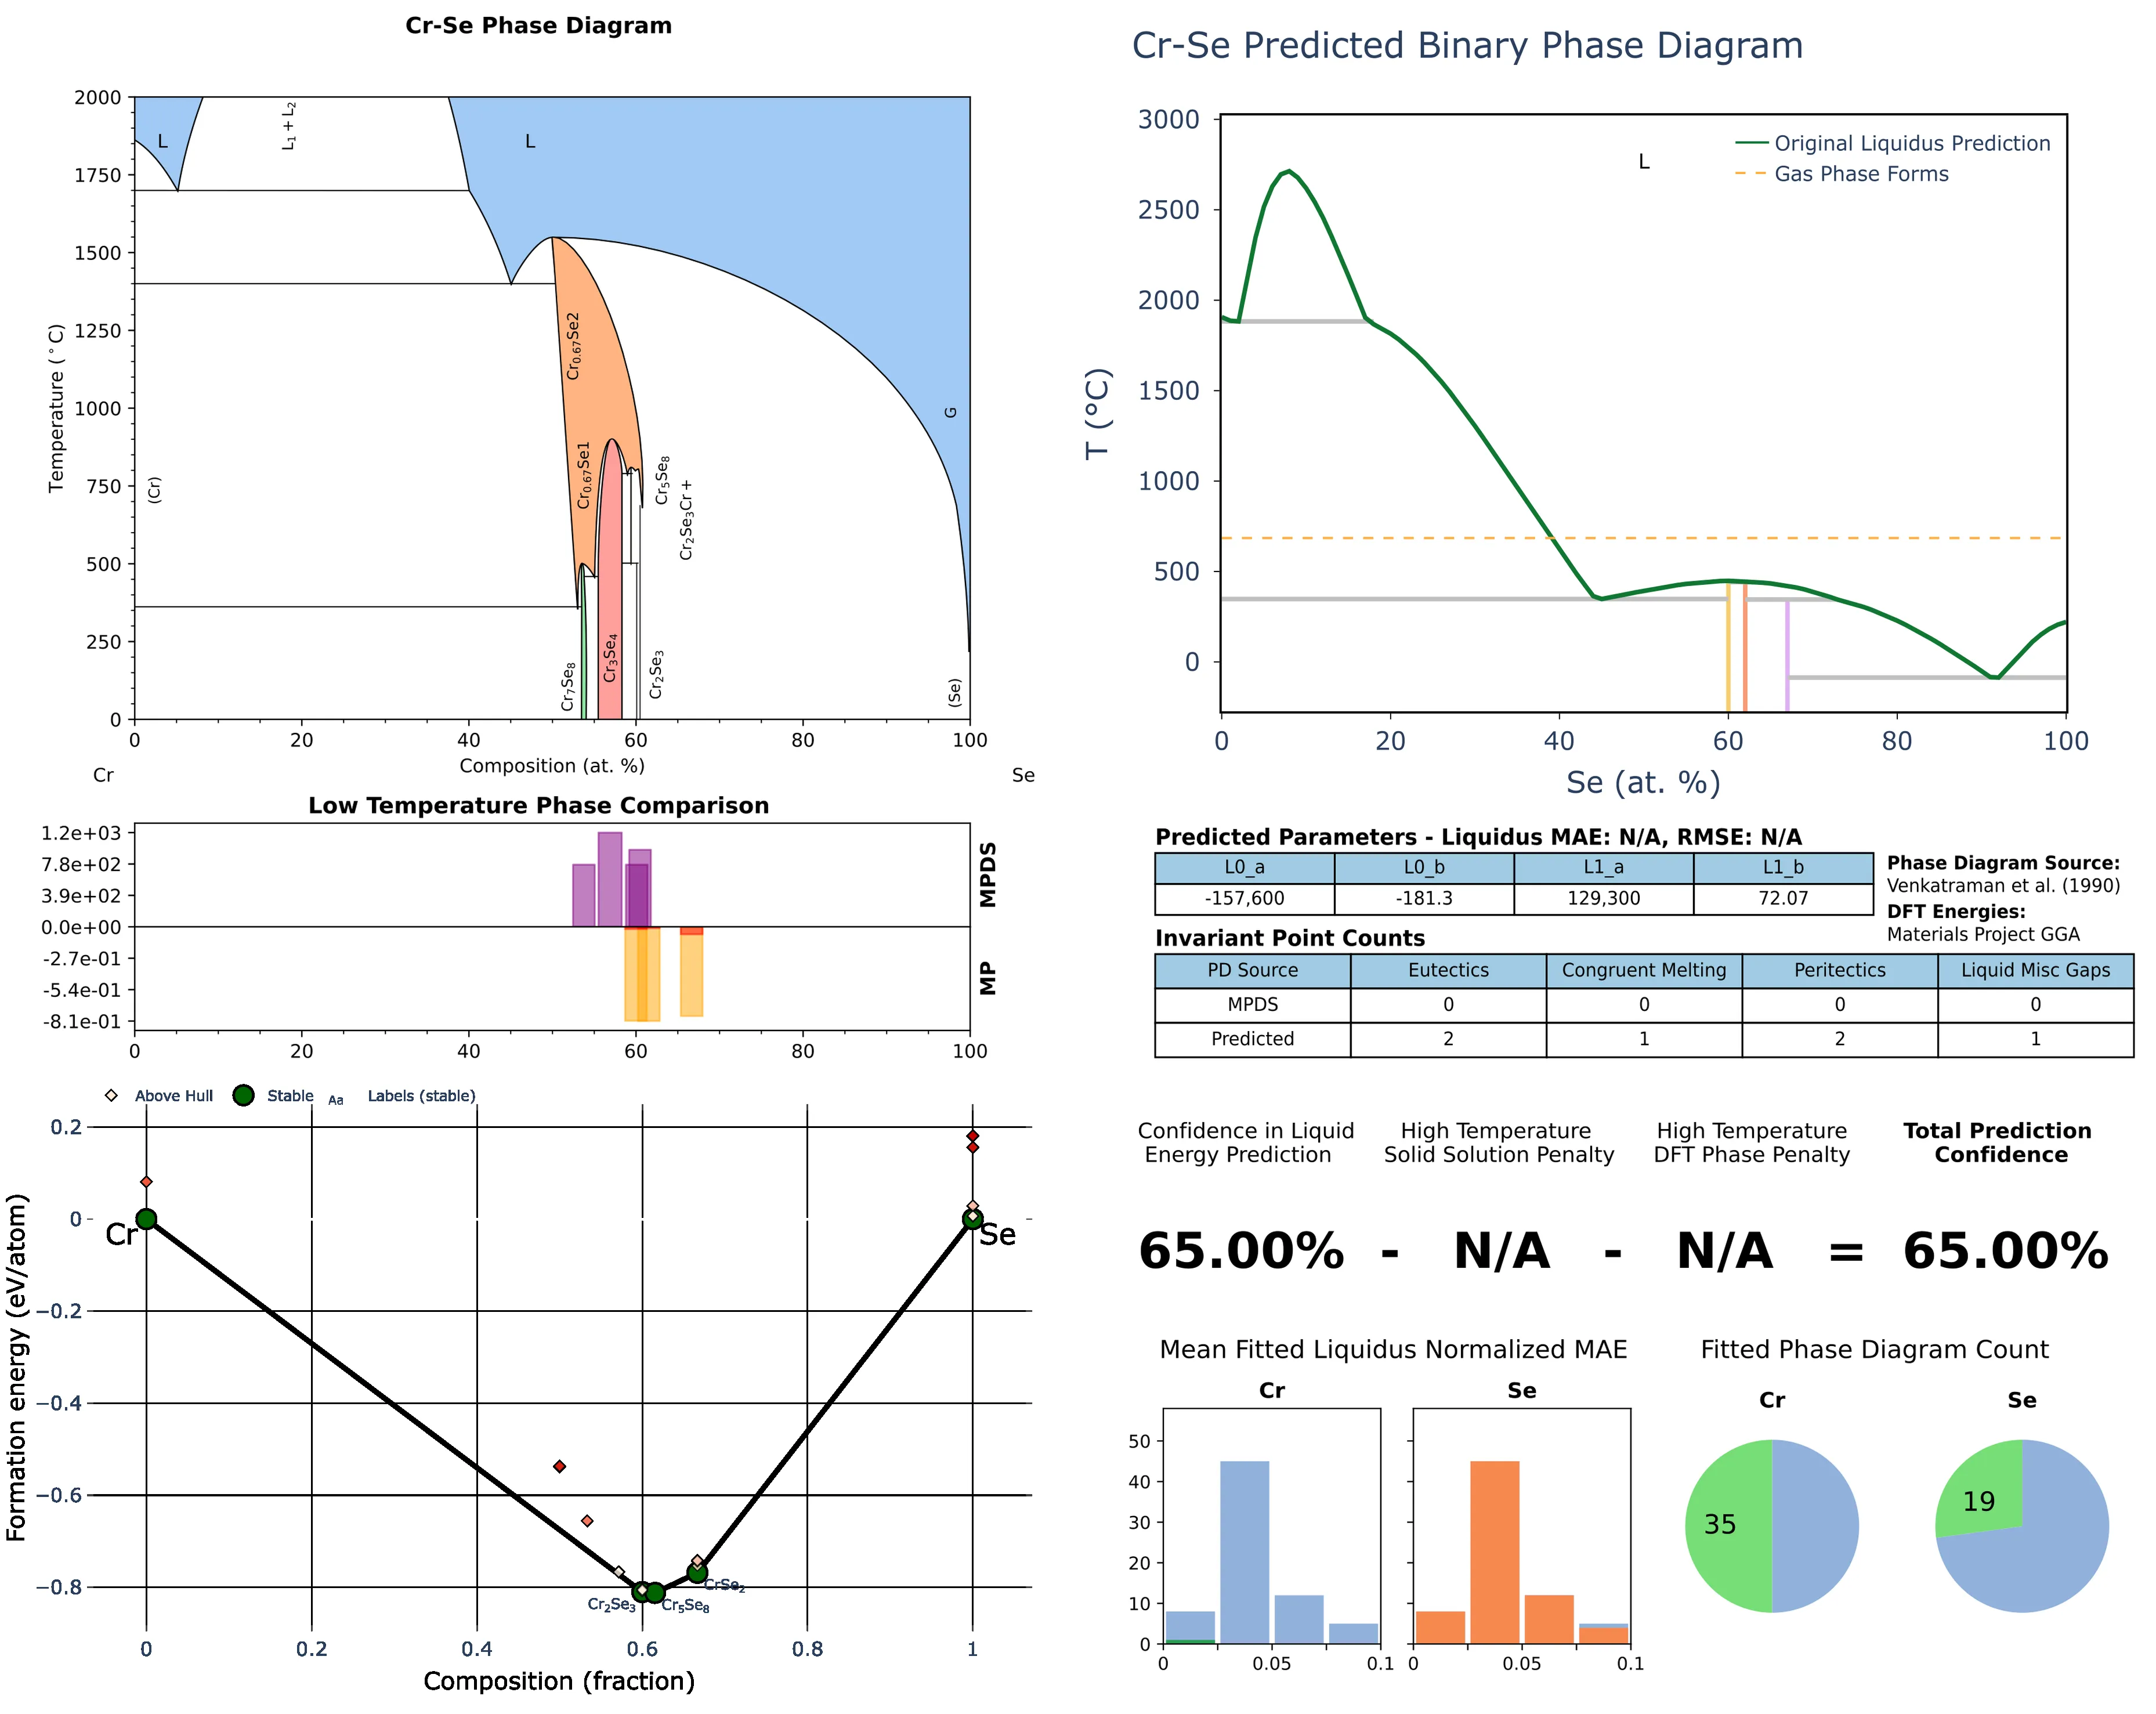 Cr-Se Phase Diagram
2000
1750
1500
1250
1000
750
500
250
0
Temperature (°C)
L
L₁ + L₂
L
G
(Cr)
Cr₀.₆₇Se2
Cr₀.₆₇Se1
Cr₅Se₈
Cr₂Se₃Cr +
Cr₇Se₈
Cr₃Se₄
Cr₂Se₃
(Se)
0 20 40 60 80 100
Composition (at. %)
Cr Se
Low Temperature Phase Comparison
1.2e+03
7.8e+02
3.9e+02
0.0e+00
-2.7e-01
-5.4e-01
-8.1e-01
MPDS
MP
0 20 40 60 80 100
Above Hull Stable Aa Labels (stable)
0.2
0
−0.2
−0.4
−0.6
−0.8
Formation energy (eV/atom)
Cr
Se
Cr₂Se₃
Cr₅Se₈
CrSe₂
0 0.2 0.4 0.6 0.8 1
Composition (fraction)
Cr-Se Predicted Binary Phase Diagram
3000
2500
2000
1500
1000
500
0
T (°C)
L
Original Liquidus Prediction
Gas Phase Forms
0 20 40 60 80 100
Se (at. %)
Predicted Parameters - Liquidus MAE: N/A, RMSE: N/A
L0_a L0_b L1_a L1_b
-157,600 -181.3 129,300 72.07
Phase Diagram Source:
Venkatraman et al. (1990)
DFT Energies:
Materials Project GGA
Invariant Point Counts
PD Source Eutectics Congruent Melting Peritectics Liquid Misc Gaps
MPDS 0 0 0 0
Predicted 2 1 2 1
Confidence in Liquid
Energy Prediction
High Temperature
Solid Solution Penalty
High Temperature
DFT Phase Penalty
Total Prediction
Confidence
65.00% - N/A - N/A = 65.00%
Mean Fitted Liquidus Normalized MAE
Cr
Se
50
40
30
20
10
0
0 0.05 0.1
0 0.05 0.1
Fitted Phase Diagram Count
Cr
Se
35
19